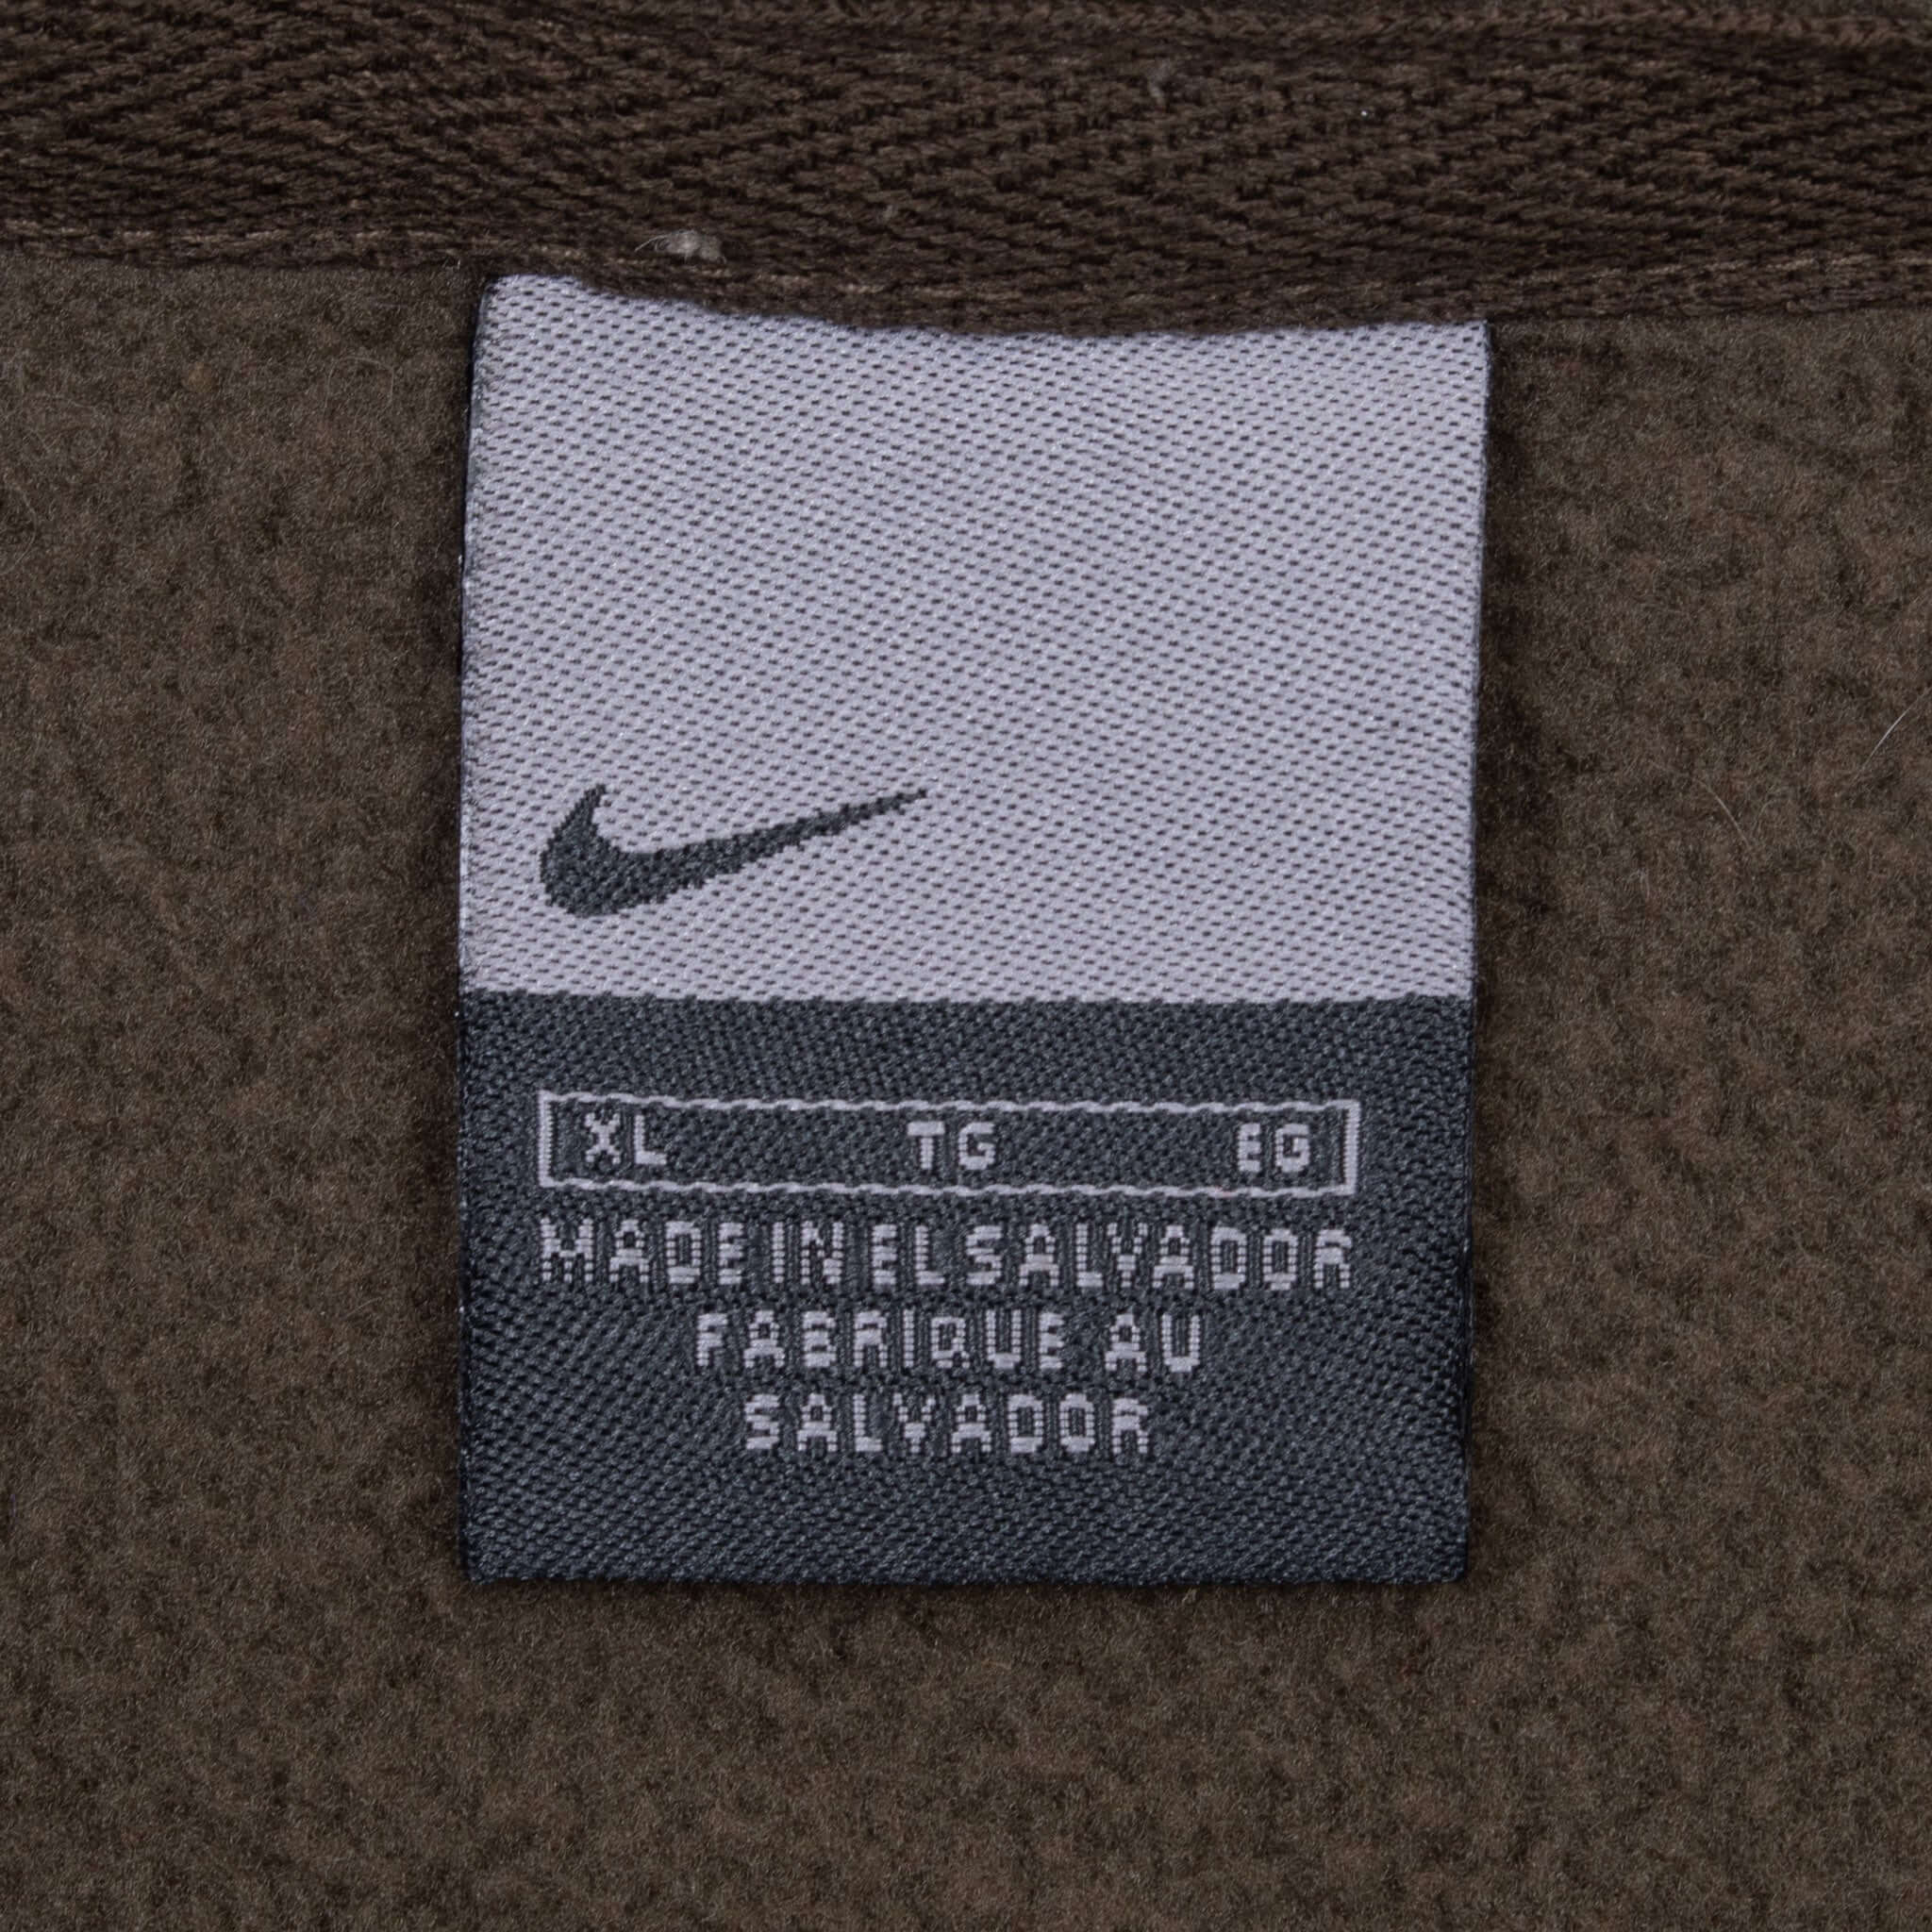 XL TG EG
MADE IN EL SALVADOR
FABRIQUE AU
SALVADOR